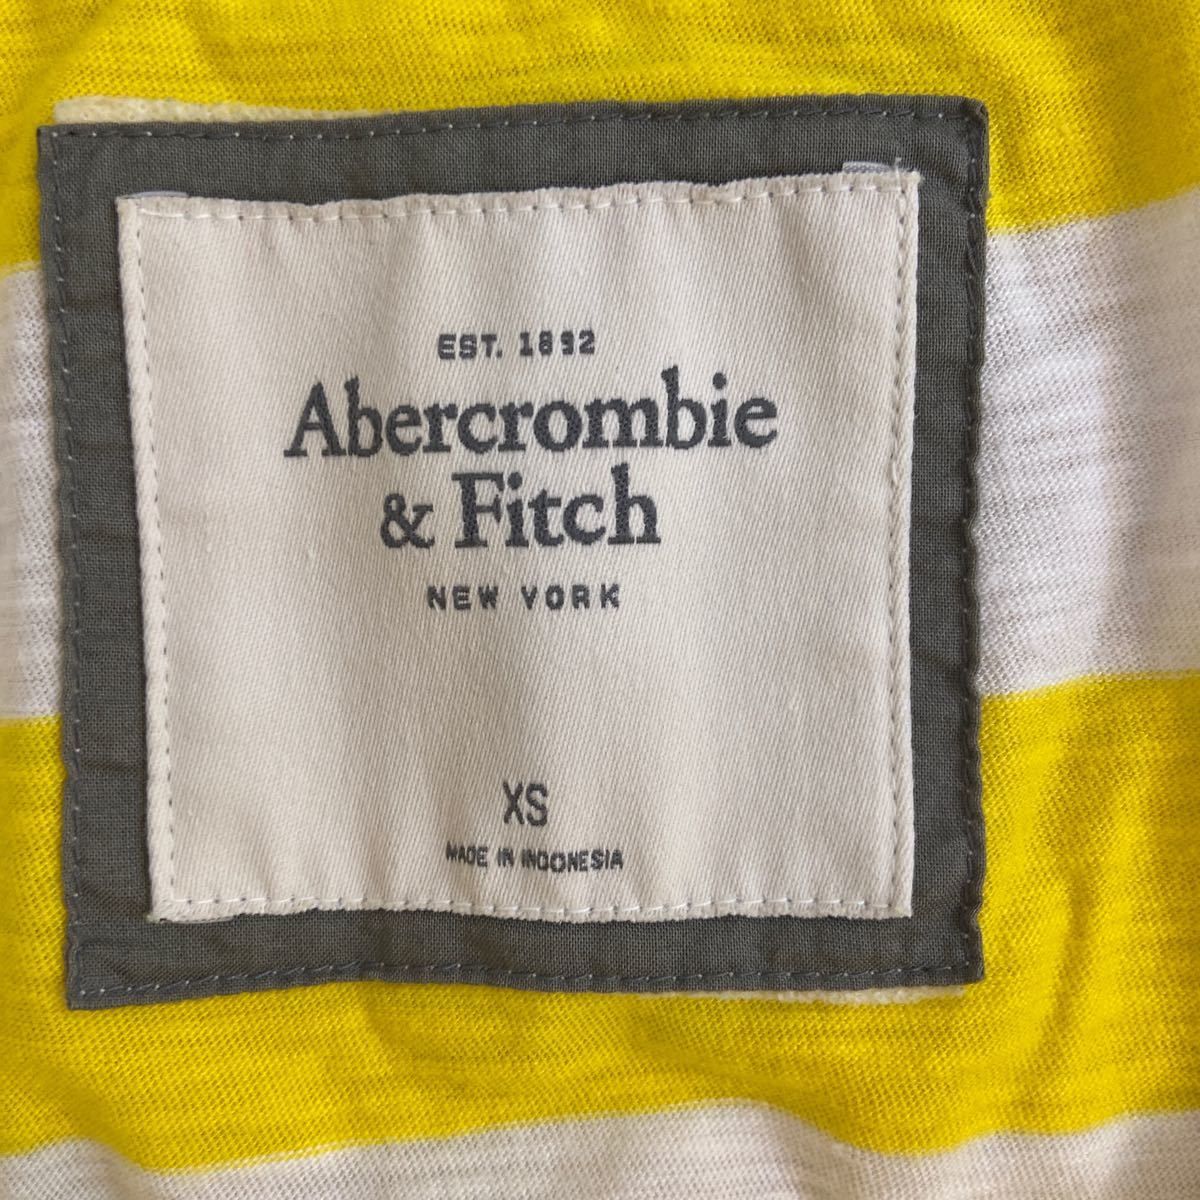 EST. 1892
Abercrombie
& Fitch
NEW YORK
XS
MADE IN INDONESIA